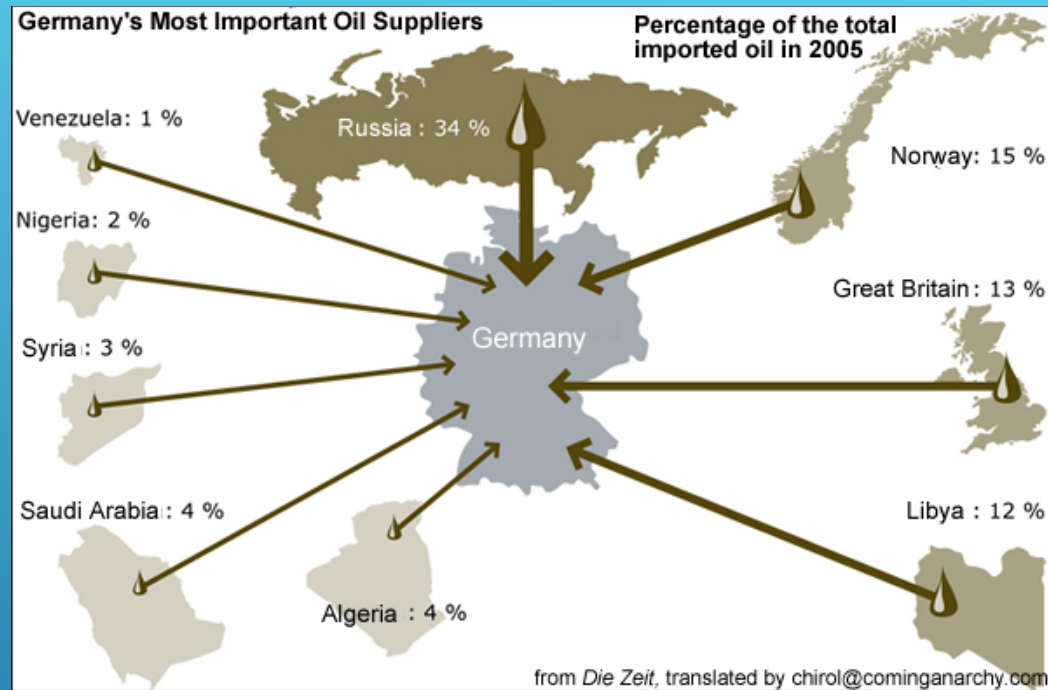 Germany's Most Important Oil Suppliers
Percentage of the total
imported oil in 2005
Venezuela: 1 %
Russia : 34 %
Norway: 15 %
Nigeria: 2 %
Great Britain : 13 %
Germany
Syria : 3 %
Saudi Arabia : 4 %
Libya : 12 %
Algeria : 4 %
from Die Zeit, translated by chirol@cominganarchy.com